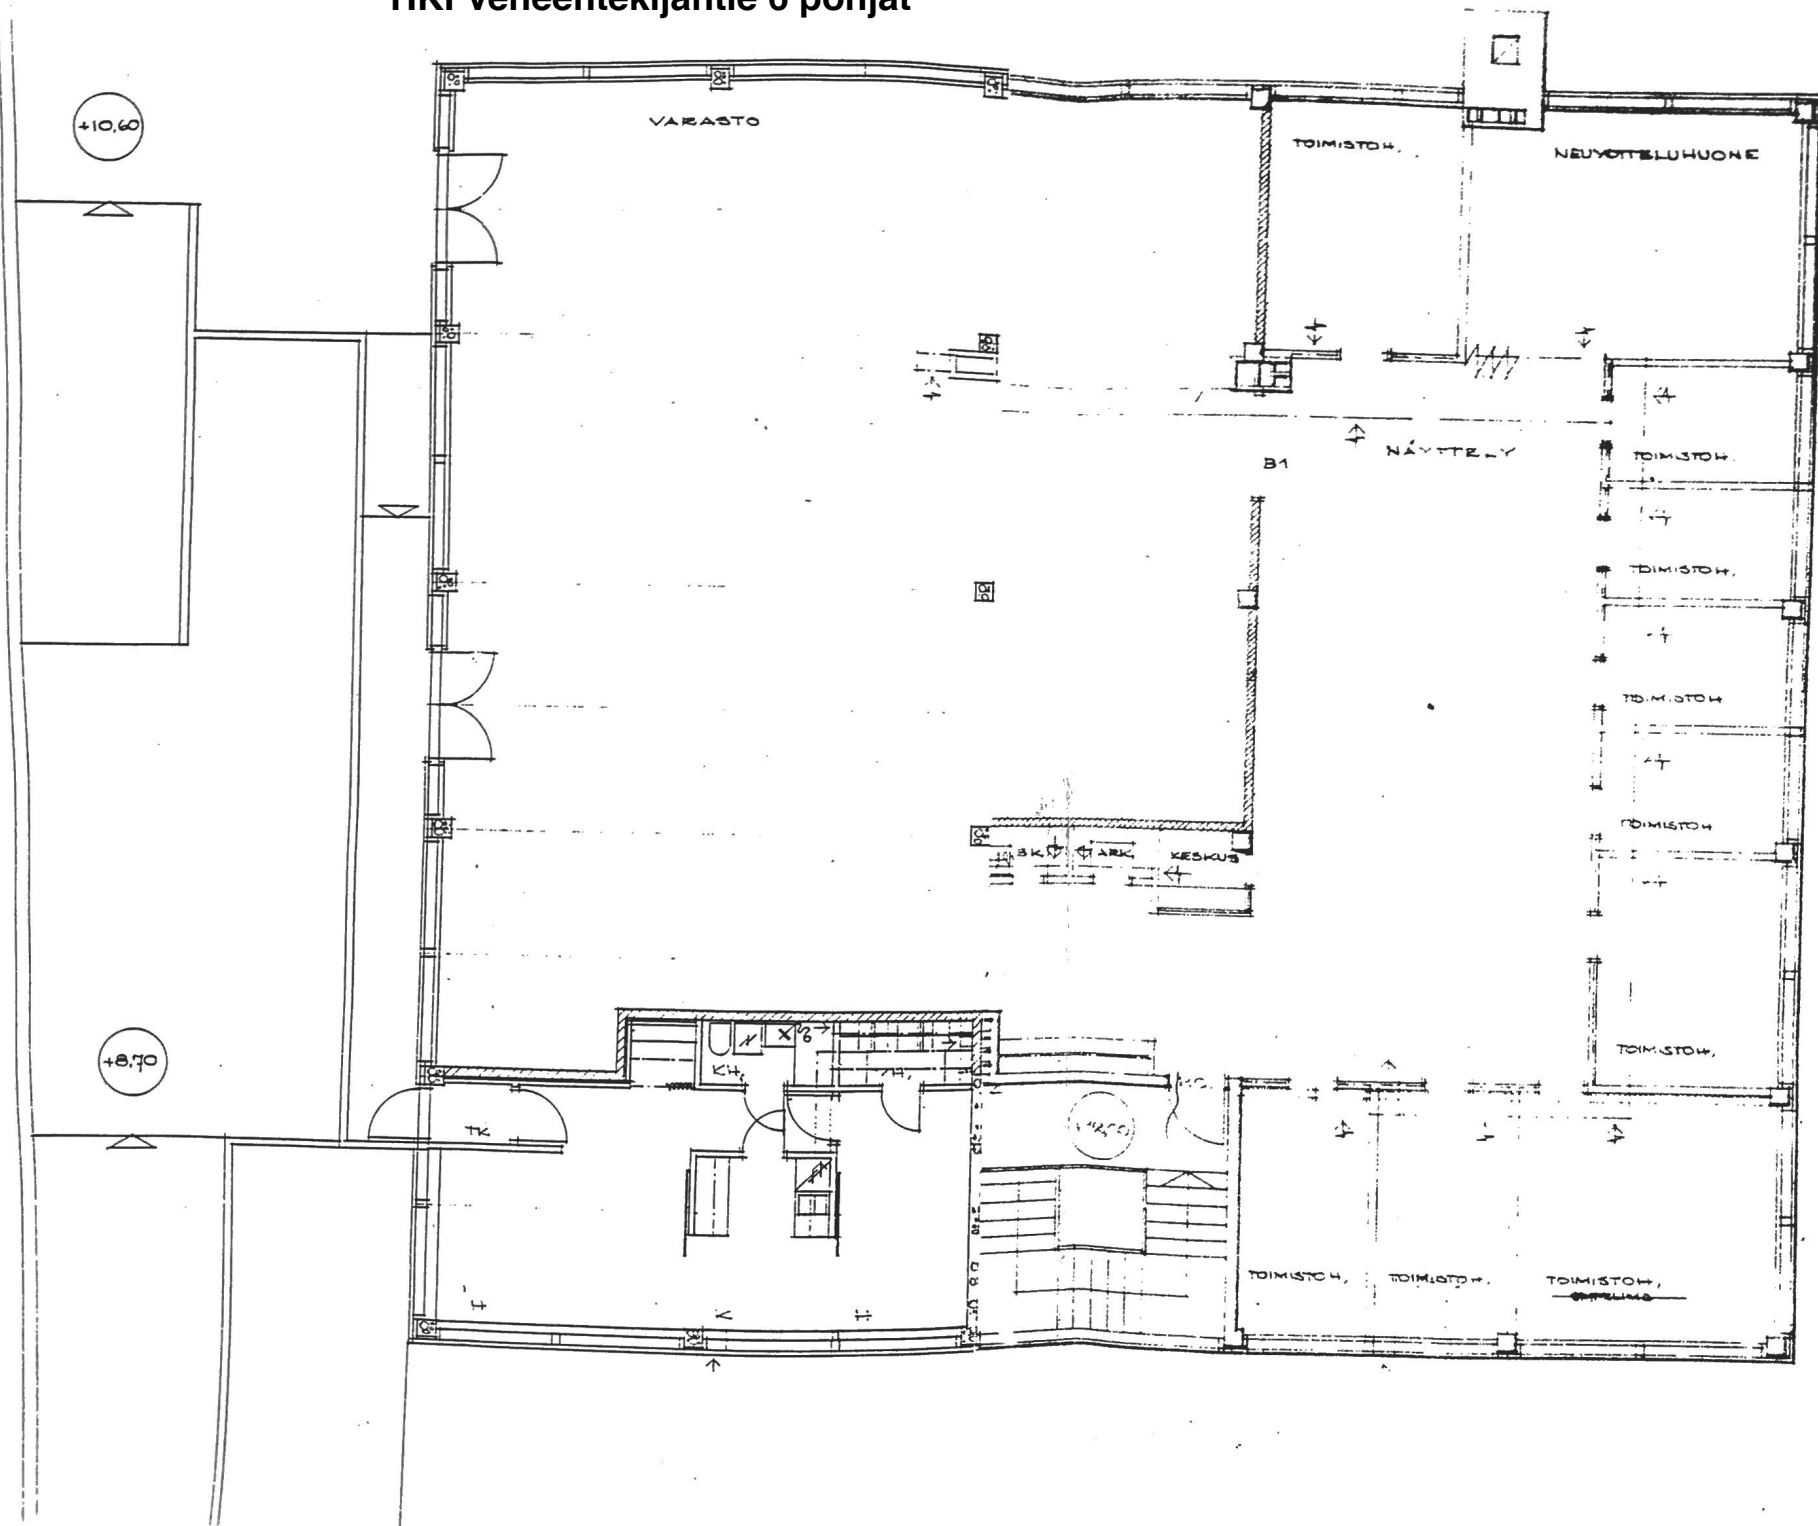 HKI Veneentekijäntie 6 pohjat
+10,60
VARASTO
TOIMISTOH.
NEUVOTTELUHUONE
NÄYTTELY
B1
TOIMISTOH.
TOIMISTOH.
TOIMISTOH
TOIMISTOH
SK
ARK.
KESKUS
TOIMISTOH.
+8,70
KH.
TK
TOIMISTOH.
TOIMISTOH.
TOIMISTOH.